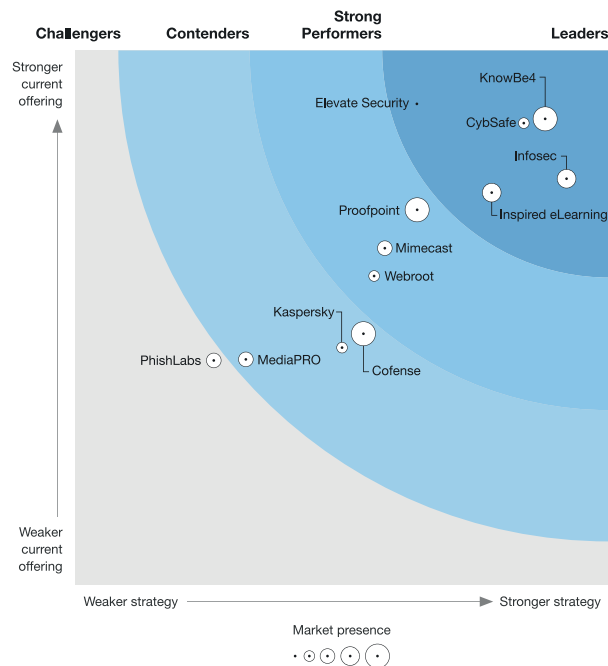 Challengers
Contenders
Strong
Performers
Leaders
Stronger
current
offering
KnowBe4
Elevate Security
CybSafe
Infosec
Proofpoint
Inspired eLearning
Mimecast
Webroot
Kaspersky
PhishLabs
MediaPRO
Cofense
Weaker
current
offering
Weaker strategy
Stronger strategy
Market presence